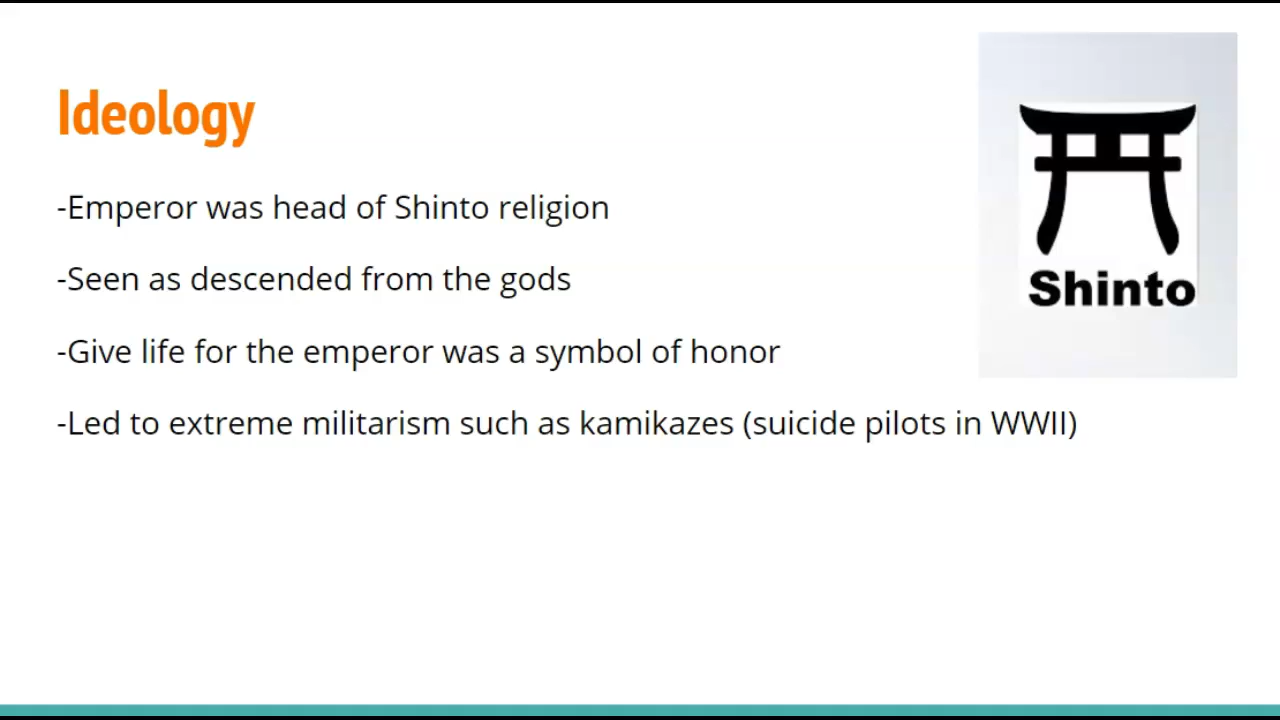 Ideology
-Emperor was head of Shinto religion
-Seen as descended from the gods
-Give life for the emperor was a symbol of honor
-Led to extreme militarism such as kamikazes (suicide pilots in WWII)
Shinto